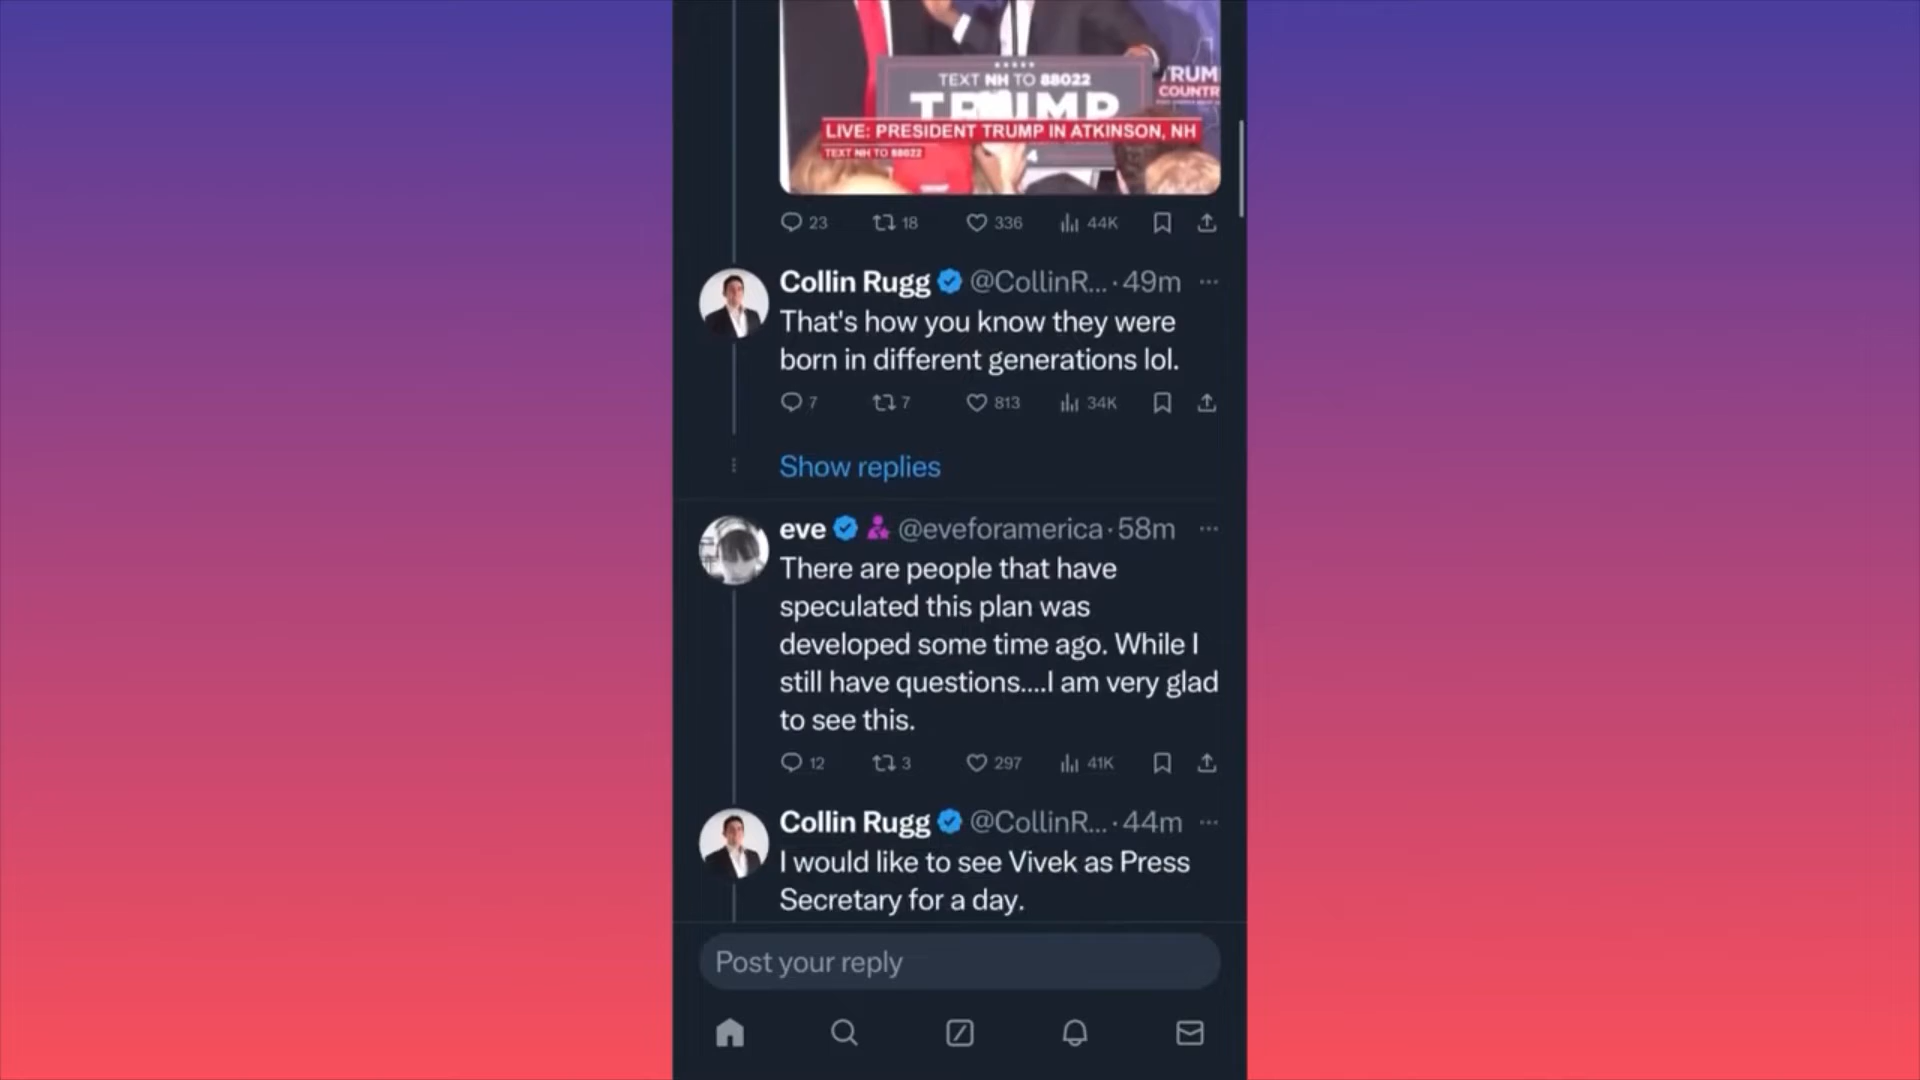 TEXT NH TO 88022
TRUMP
TRUM
COUNTR
LIVE: PRESIDENT TRUMP IN ATKINSON, NH
TEXT NH TO 88022
4
23 18 336 44K
Collin Rugg @CollinR... · 49m ...
That's how you know they were
born in different generations lol.
7 7 813 34K
Show replies
eve @eveforamerica · 58m ...
There are people that have
speculated this plan was
developed some time ago. While I
still have questions....I am very glad
to see this.
12 3 297 41K
Collin Rugg @CollinR... · 44m ...
I would like to see Vivek as Press
Secretary for a day.
Post your reply